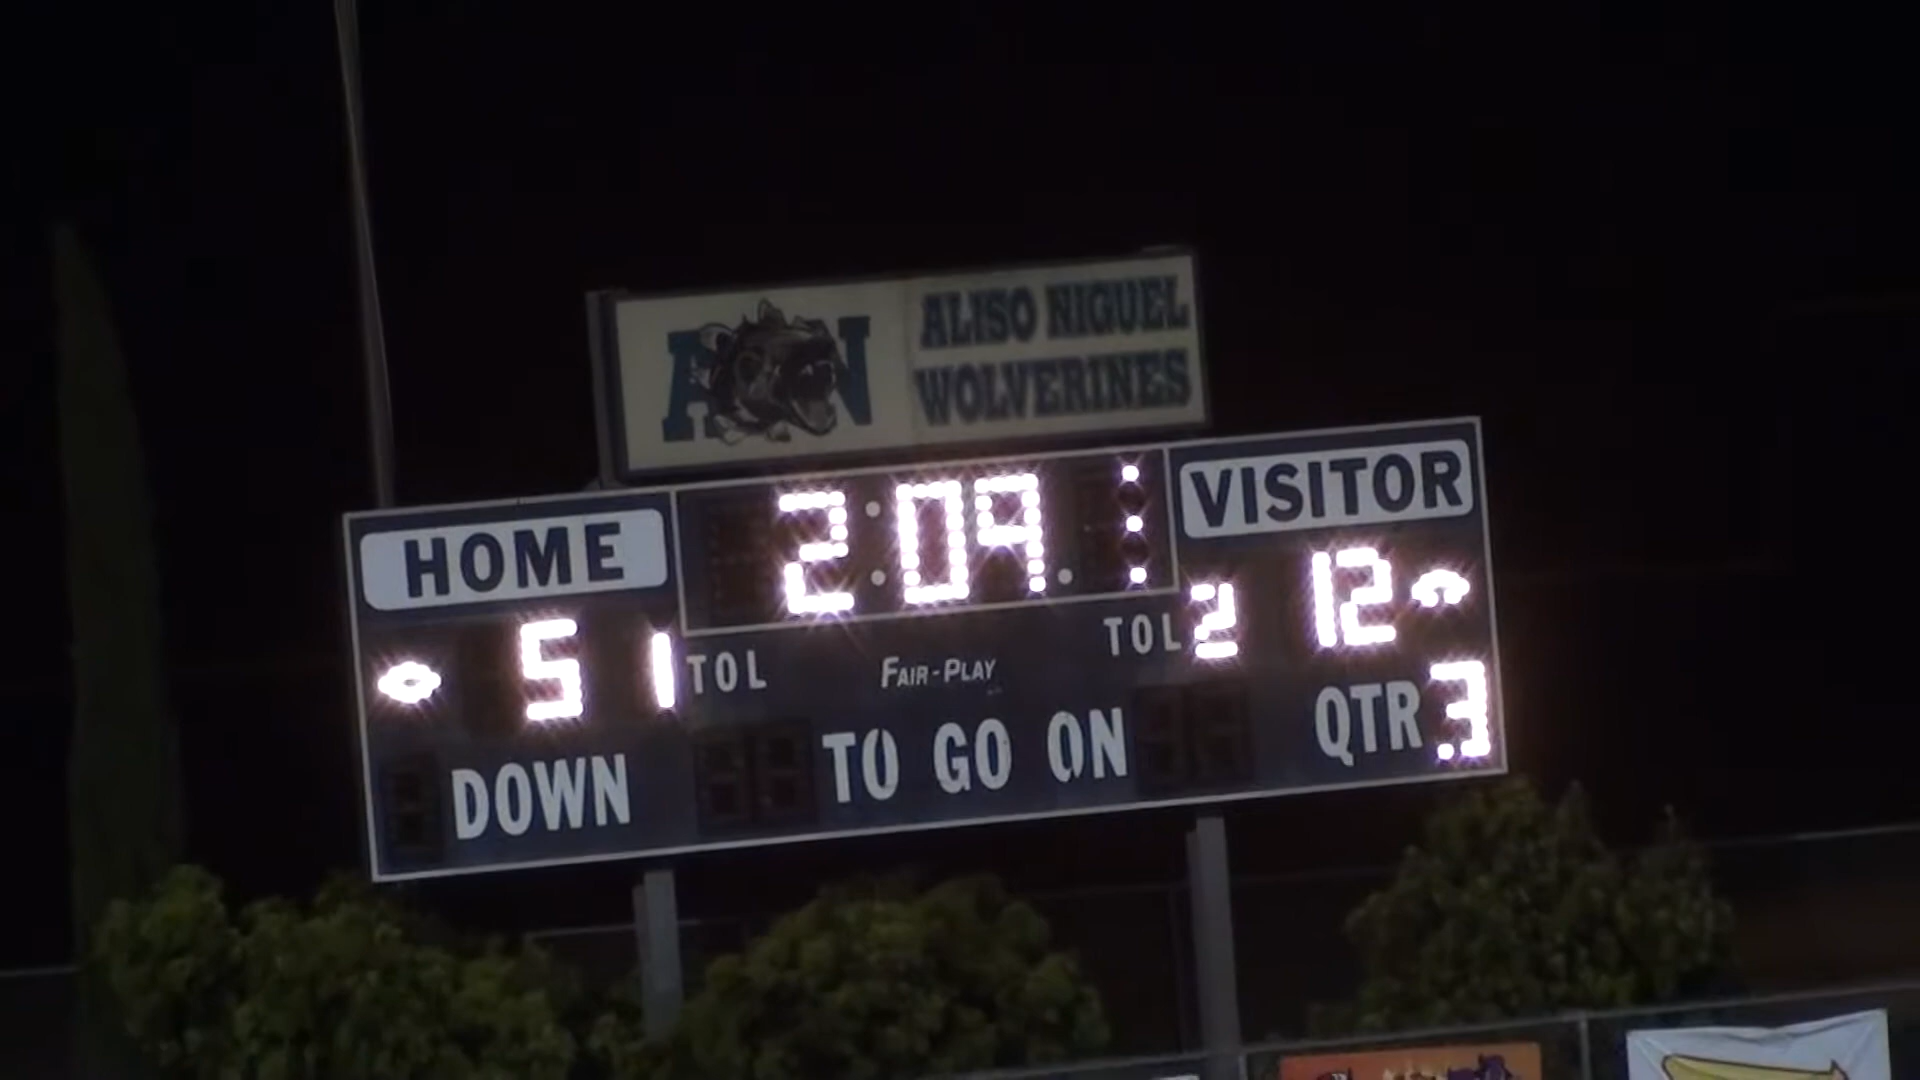 AN
ALISO NIGUEL
WOLVERINES
HOME
2:09.1
VISITOR
5 1 TOL
FAIR-PLAY
TOL 2 12
DOWN
TO GO ON
QTR 3